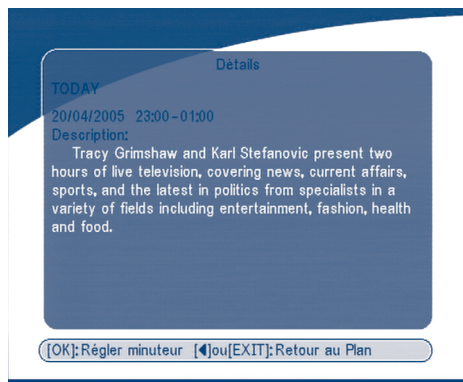 Détails
TODAY
20/04/2005 23:00-01:00
Description:
Tracy Grimshaw and Karl Stefanovic present two
hours of live television, covering news, current affairs,
sports, and the latest in politics from specialists in a
variety of fields including entertainment, fashion, health
and food.
[OK]:Régler minuteur [◀]ou[EXIT]:Retour au Plan